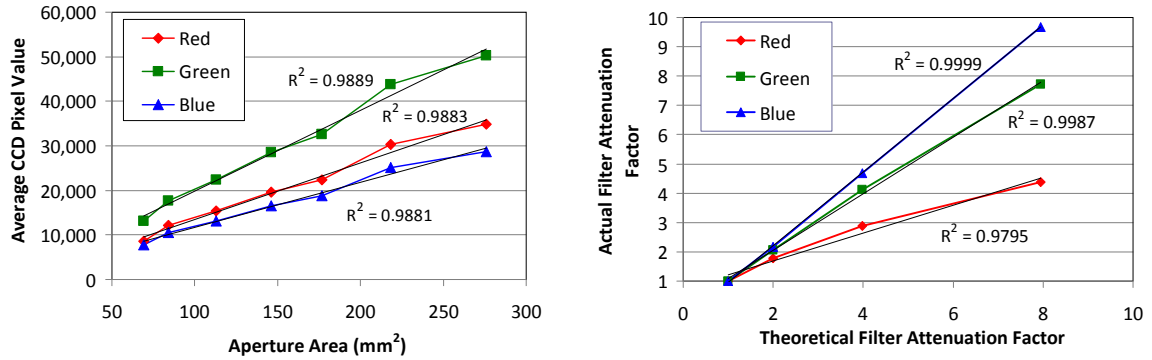 Average CCD Pixel Value
60,000
50,000
40,000
30,000
20,000
10,000
0
Red
Green
Blue
R² = 0.9889
R² = 0.9883
R² = 0.9881
50 100 150 200 250 300
Aperture Area (mm²)
Actual Filter Attenuation
Factor
10
9
8
7
6
5
4
3
2
1
Red
Green
Blue
R² = 0.9999
R² = 0.9987
R² = 0.9795
0 2 4 6 8 10
Theoretical Filter Attenuation Factor